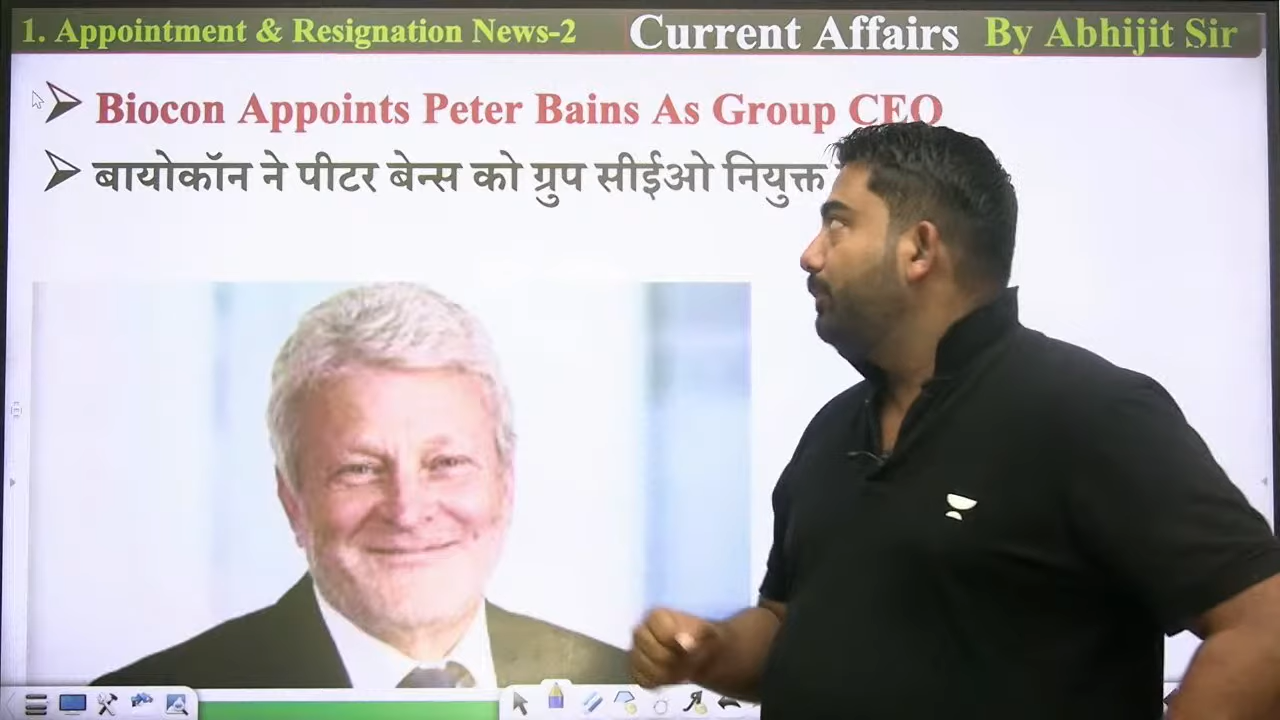 1. Appointment & Resignation News-2 Current Affairs By Abhijit Sir
Biocon Appoints Peter Bains As Group CEO
बायोकॉन ने पीटर बेन्स को ग्रुप सीईओ नियुक्त